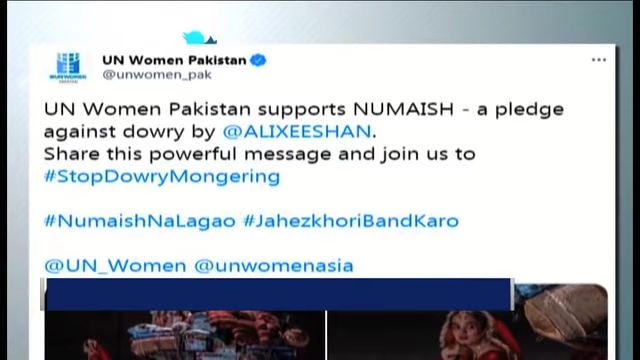 UN Women Pakistan
@unwomen_pak
UN Women Pakistan supports NUMAISH - a pledge
against dowry by @ALIXEESHAN.
Share this powerful message and join us to
#StopDowryMongering
#NumaishNaLagao #JahezkhoriBandKaro
@UN_Women @unwomenasia